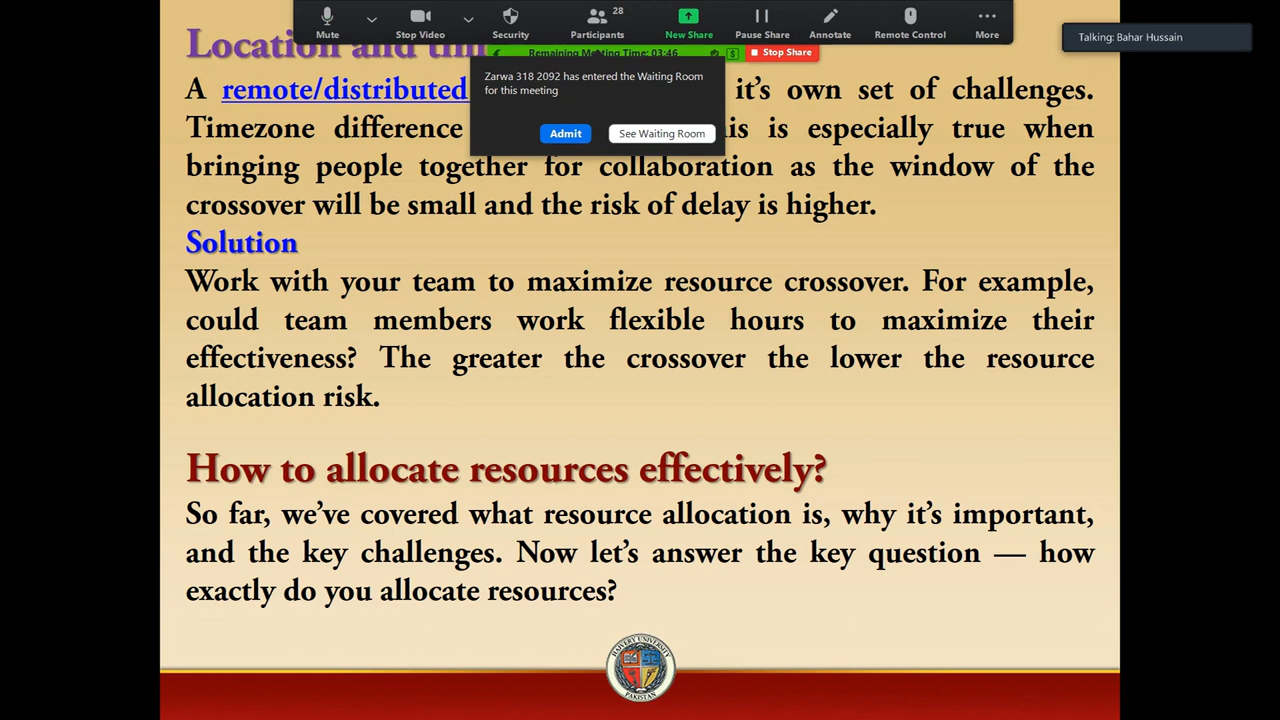 Mute
Stop Video
Security
Participants
28
New Share
Pause Share
Annotate
Remote Control
More
Talking: Bahar Hussain
Remaining Meeting Time: 03:46
Stop Share
Zarwa 318 2092 has entered the Waiting Room
for this meeting
Admit
See Waiting Room
Location and
A remote/distributed it’s own set of challenges.
Timezone difference is especially true when
bringing people together for collaboration as the window of the
crossover will be small and the risk of delay is higher.
Solution
Work with your team to maximize resource crossover. For example,
could team members work flexible hours to maximize their
effectiveness? The greater the crossover the lower the resource
allocation risk.
How to allocate resources effectively?
So far, we’ve covered what resource allocation is, why it’s important,
and the key challenges. Now let’s answer the key question — how
exactly do you allocate resources?
UNIVERSITY
PAKISTAN